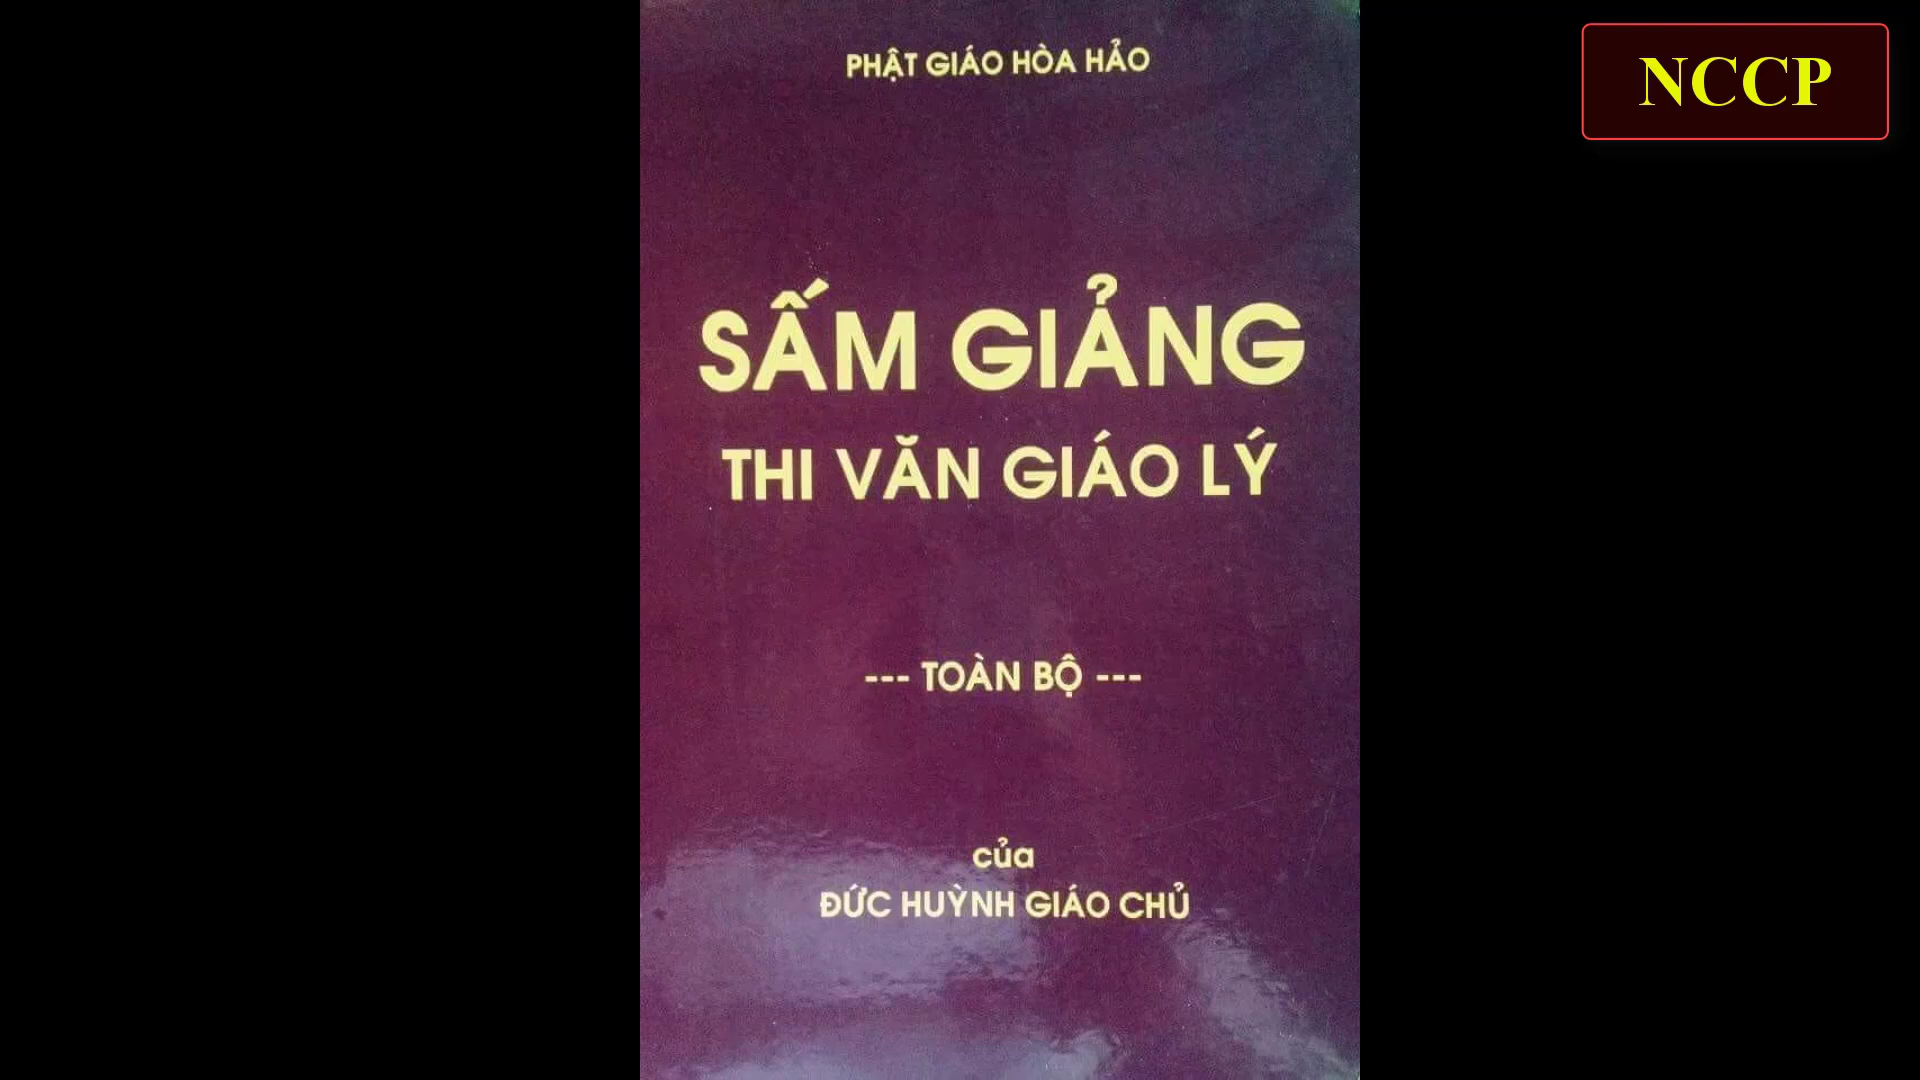 PHẬT GIÁO HÒA HẢO
NCCP
SẤM GIẢNG
THI VĂN GIÁO LÝ
--- TOÀN BỘ ---
của
ĐỨC HUỲNH GIÁO CHỦ